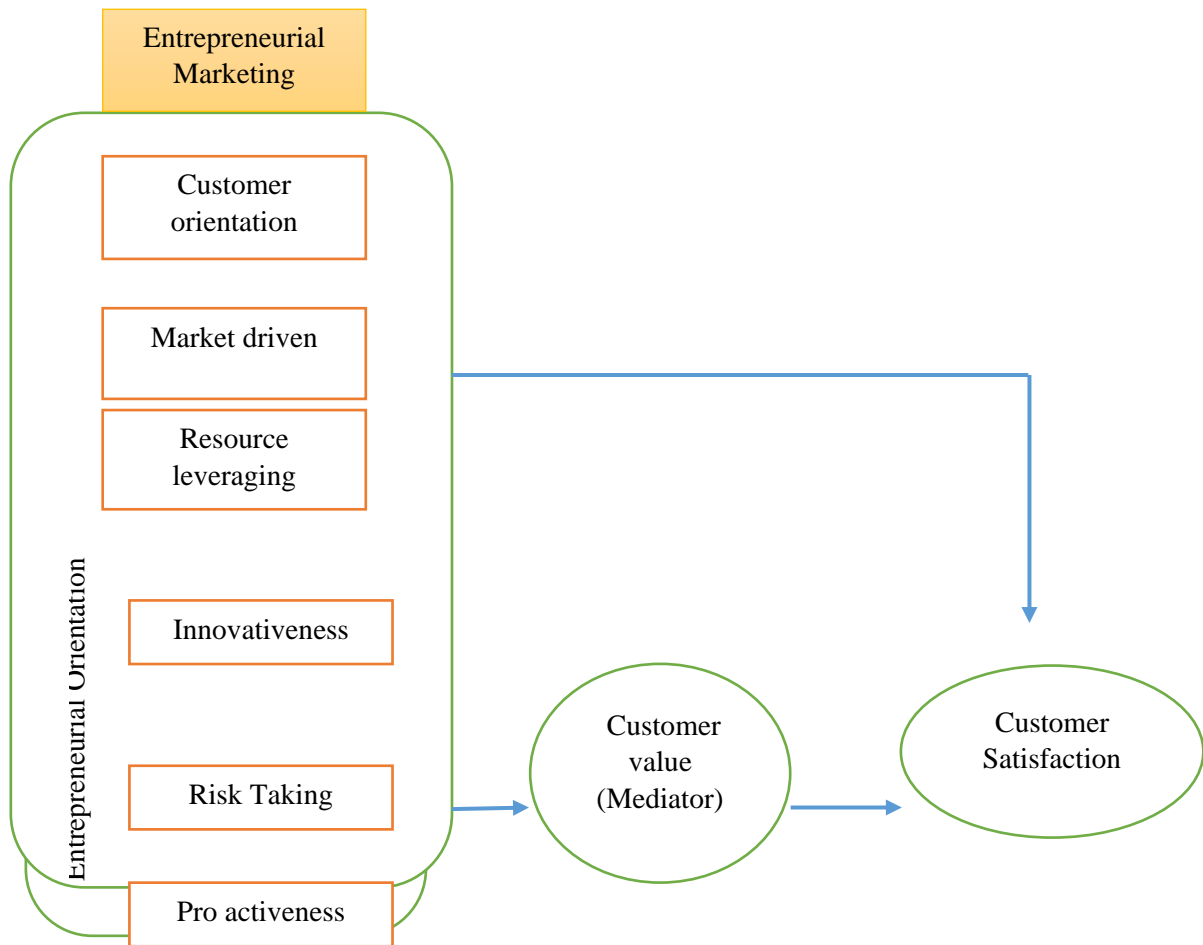 Entrepreneurial
Marketing
Customer
orientation
Market driven
Resource
leveraging
Entrepreneurial Orientation
Innovativeness
Risk Taking
Pro activeness
Customer
value
(Mediator)
Customer
Satisfaction